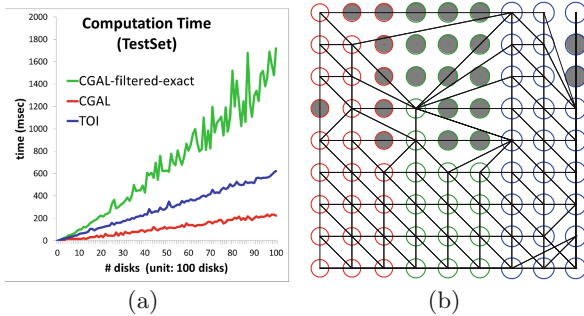 Computation Time
(TestSet)
2000
1800
1600
1400
1200
1000
800
600
400
200
0
time (msec)
CGAL-filtered-exact
CGAL
TOI
0 10 20 30 40 50 60 70 80 90 100
# disks (unit: 100 disks)
(a)
(b)